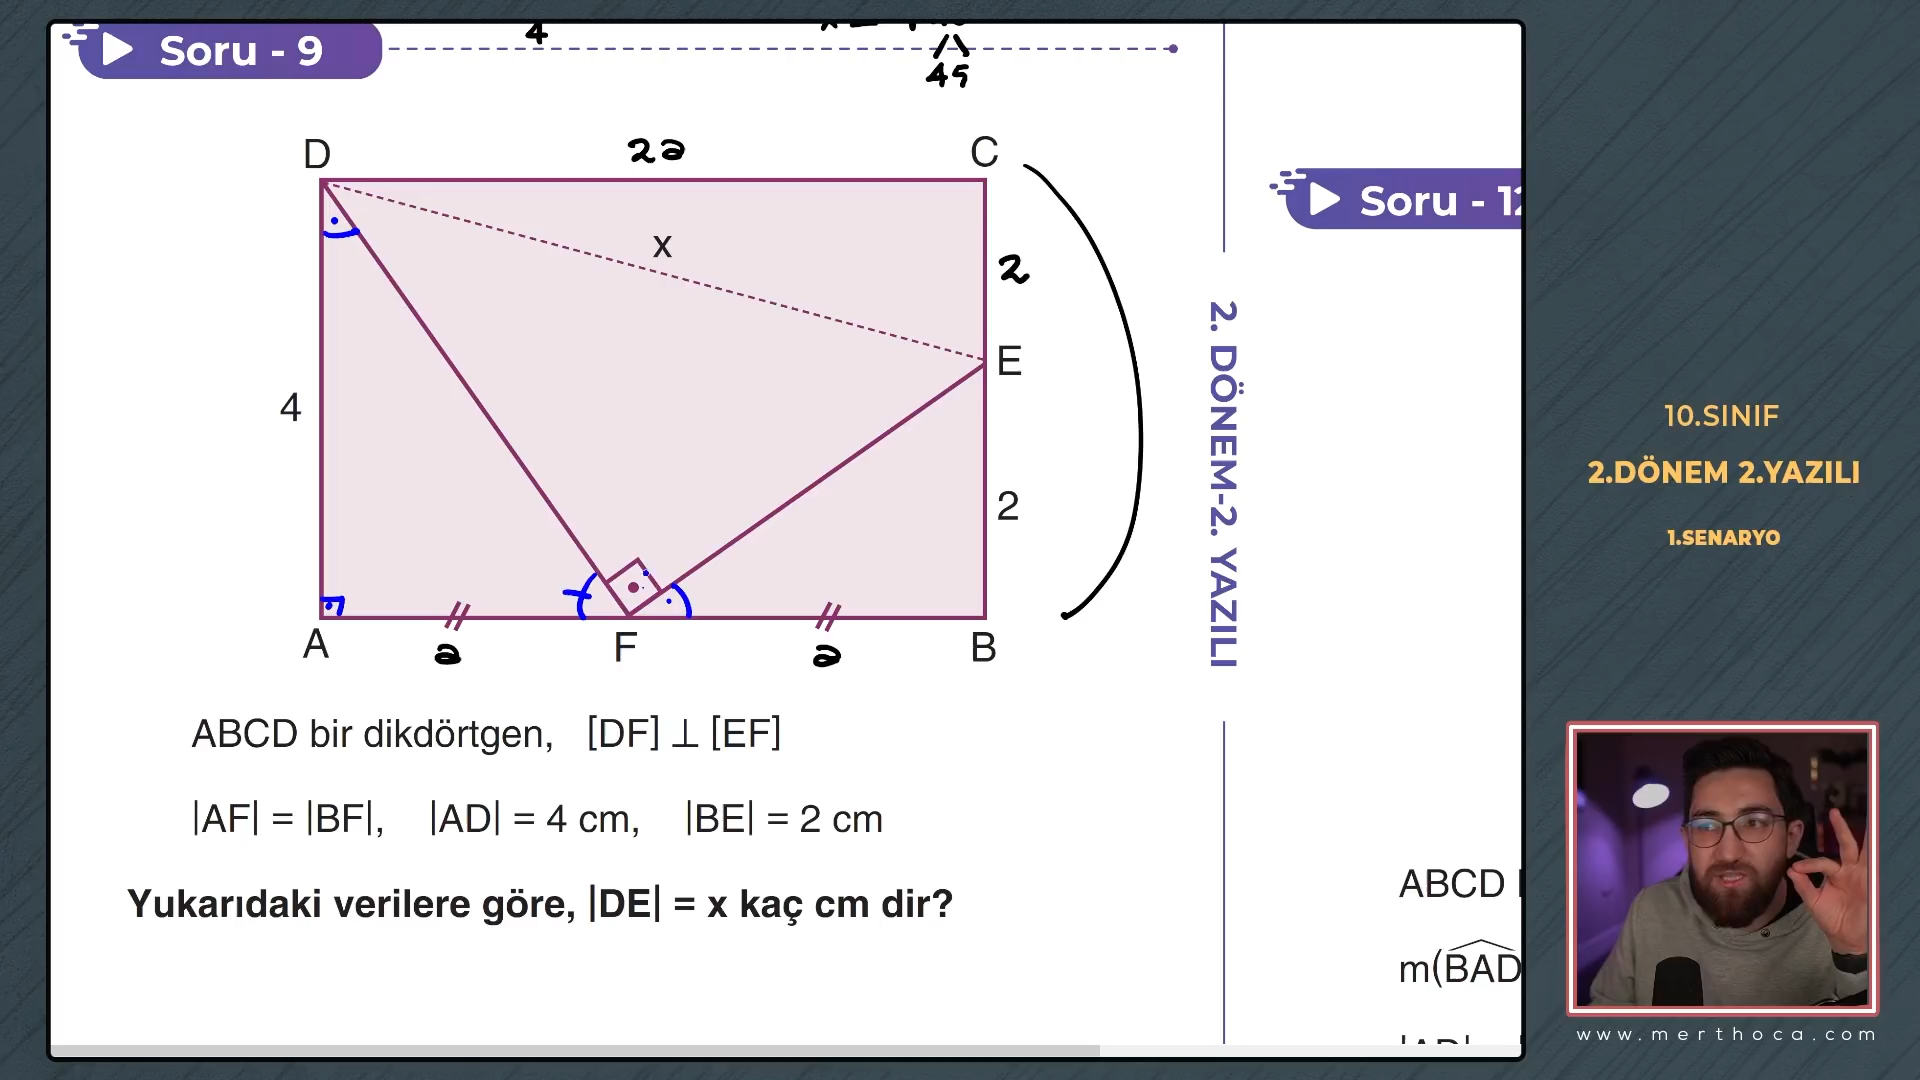 Soru - 9
4
45
D
2a
C
x
2
E
4
2
A
a
F
a
B
ABCD bir dikdörtgen, [DF] ⊥ [EF]
|AF| = |BF|, |AD| = 4 cm, |BE| = 2 cm
Yukarıdaki verilere göre, |DE| = x kaç cm dir?
2. DÖNEM-2. YAZILI
Soru - 12
ABCD
m(BAD
|AD|
10.SINIF
2.DÖNEM 2.YAZILI
1.SENARYO
www.merthoca.com